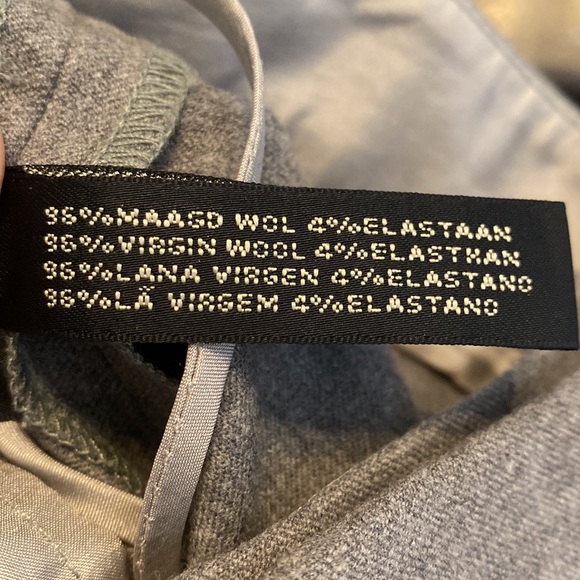 96%MAAGD WOL 4%ELASTAAN
96%VIRGIN WOOL 4%ELASTHAN
96%LANA VIRGEN 4%ELASTANO
96%LÃ VIRGEM 4%ELASTANO